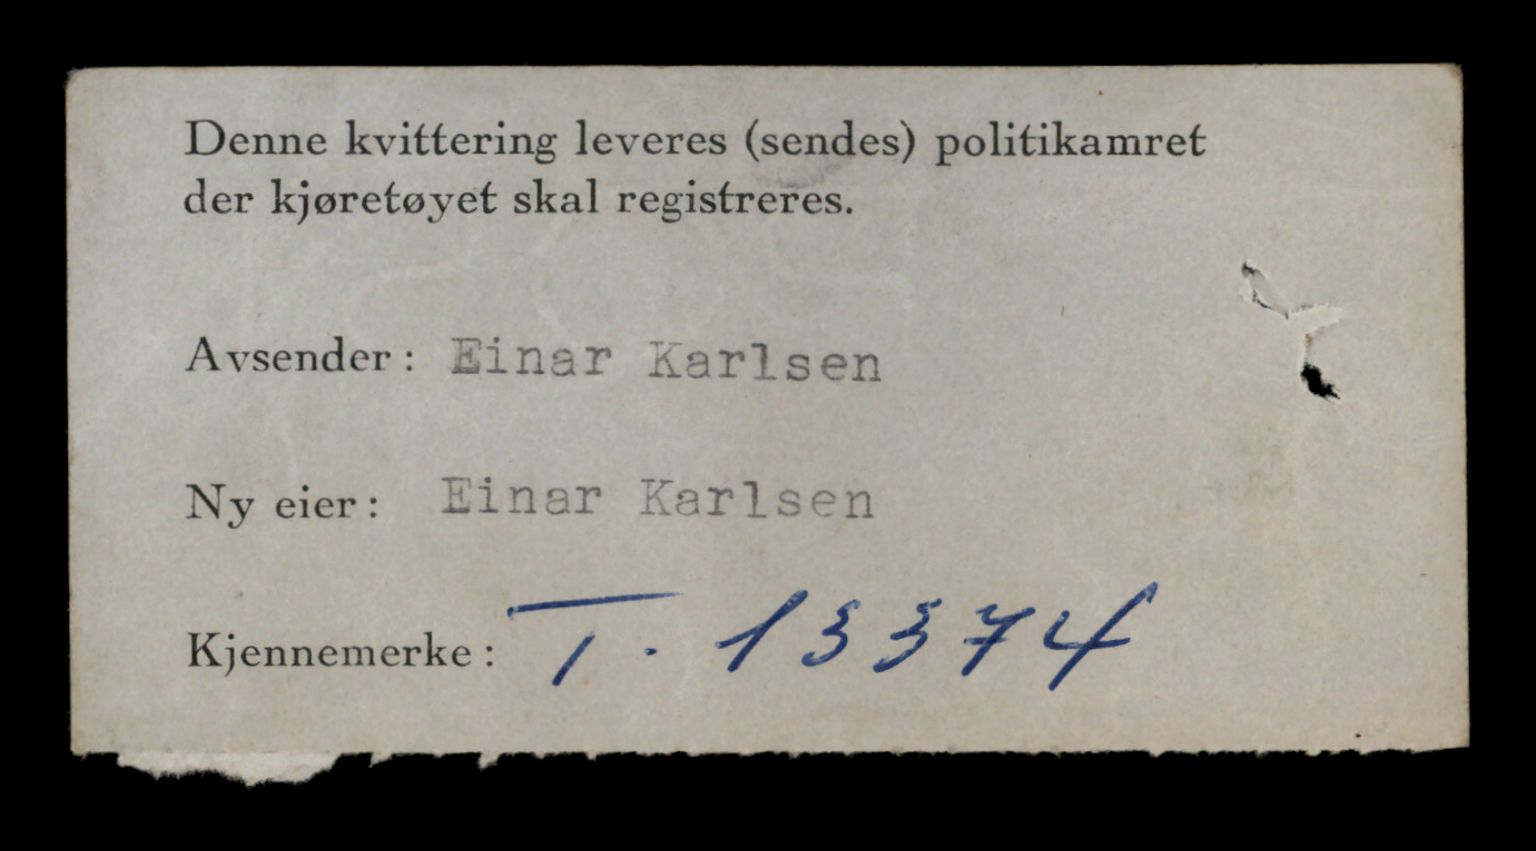 Denne kvittering leveres (sendes) politikamret
der kjøretøyet skal registreres.
Avsender: Einar Karlsen
Ny eier: Einar Karlsen
Kjennemerke: T. 13374